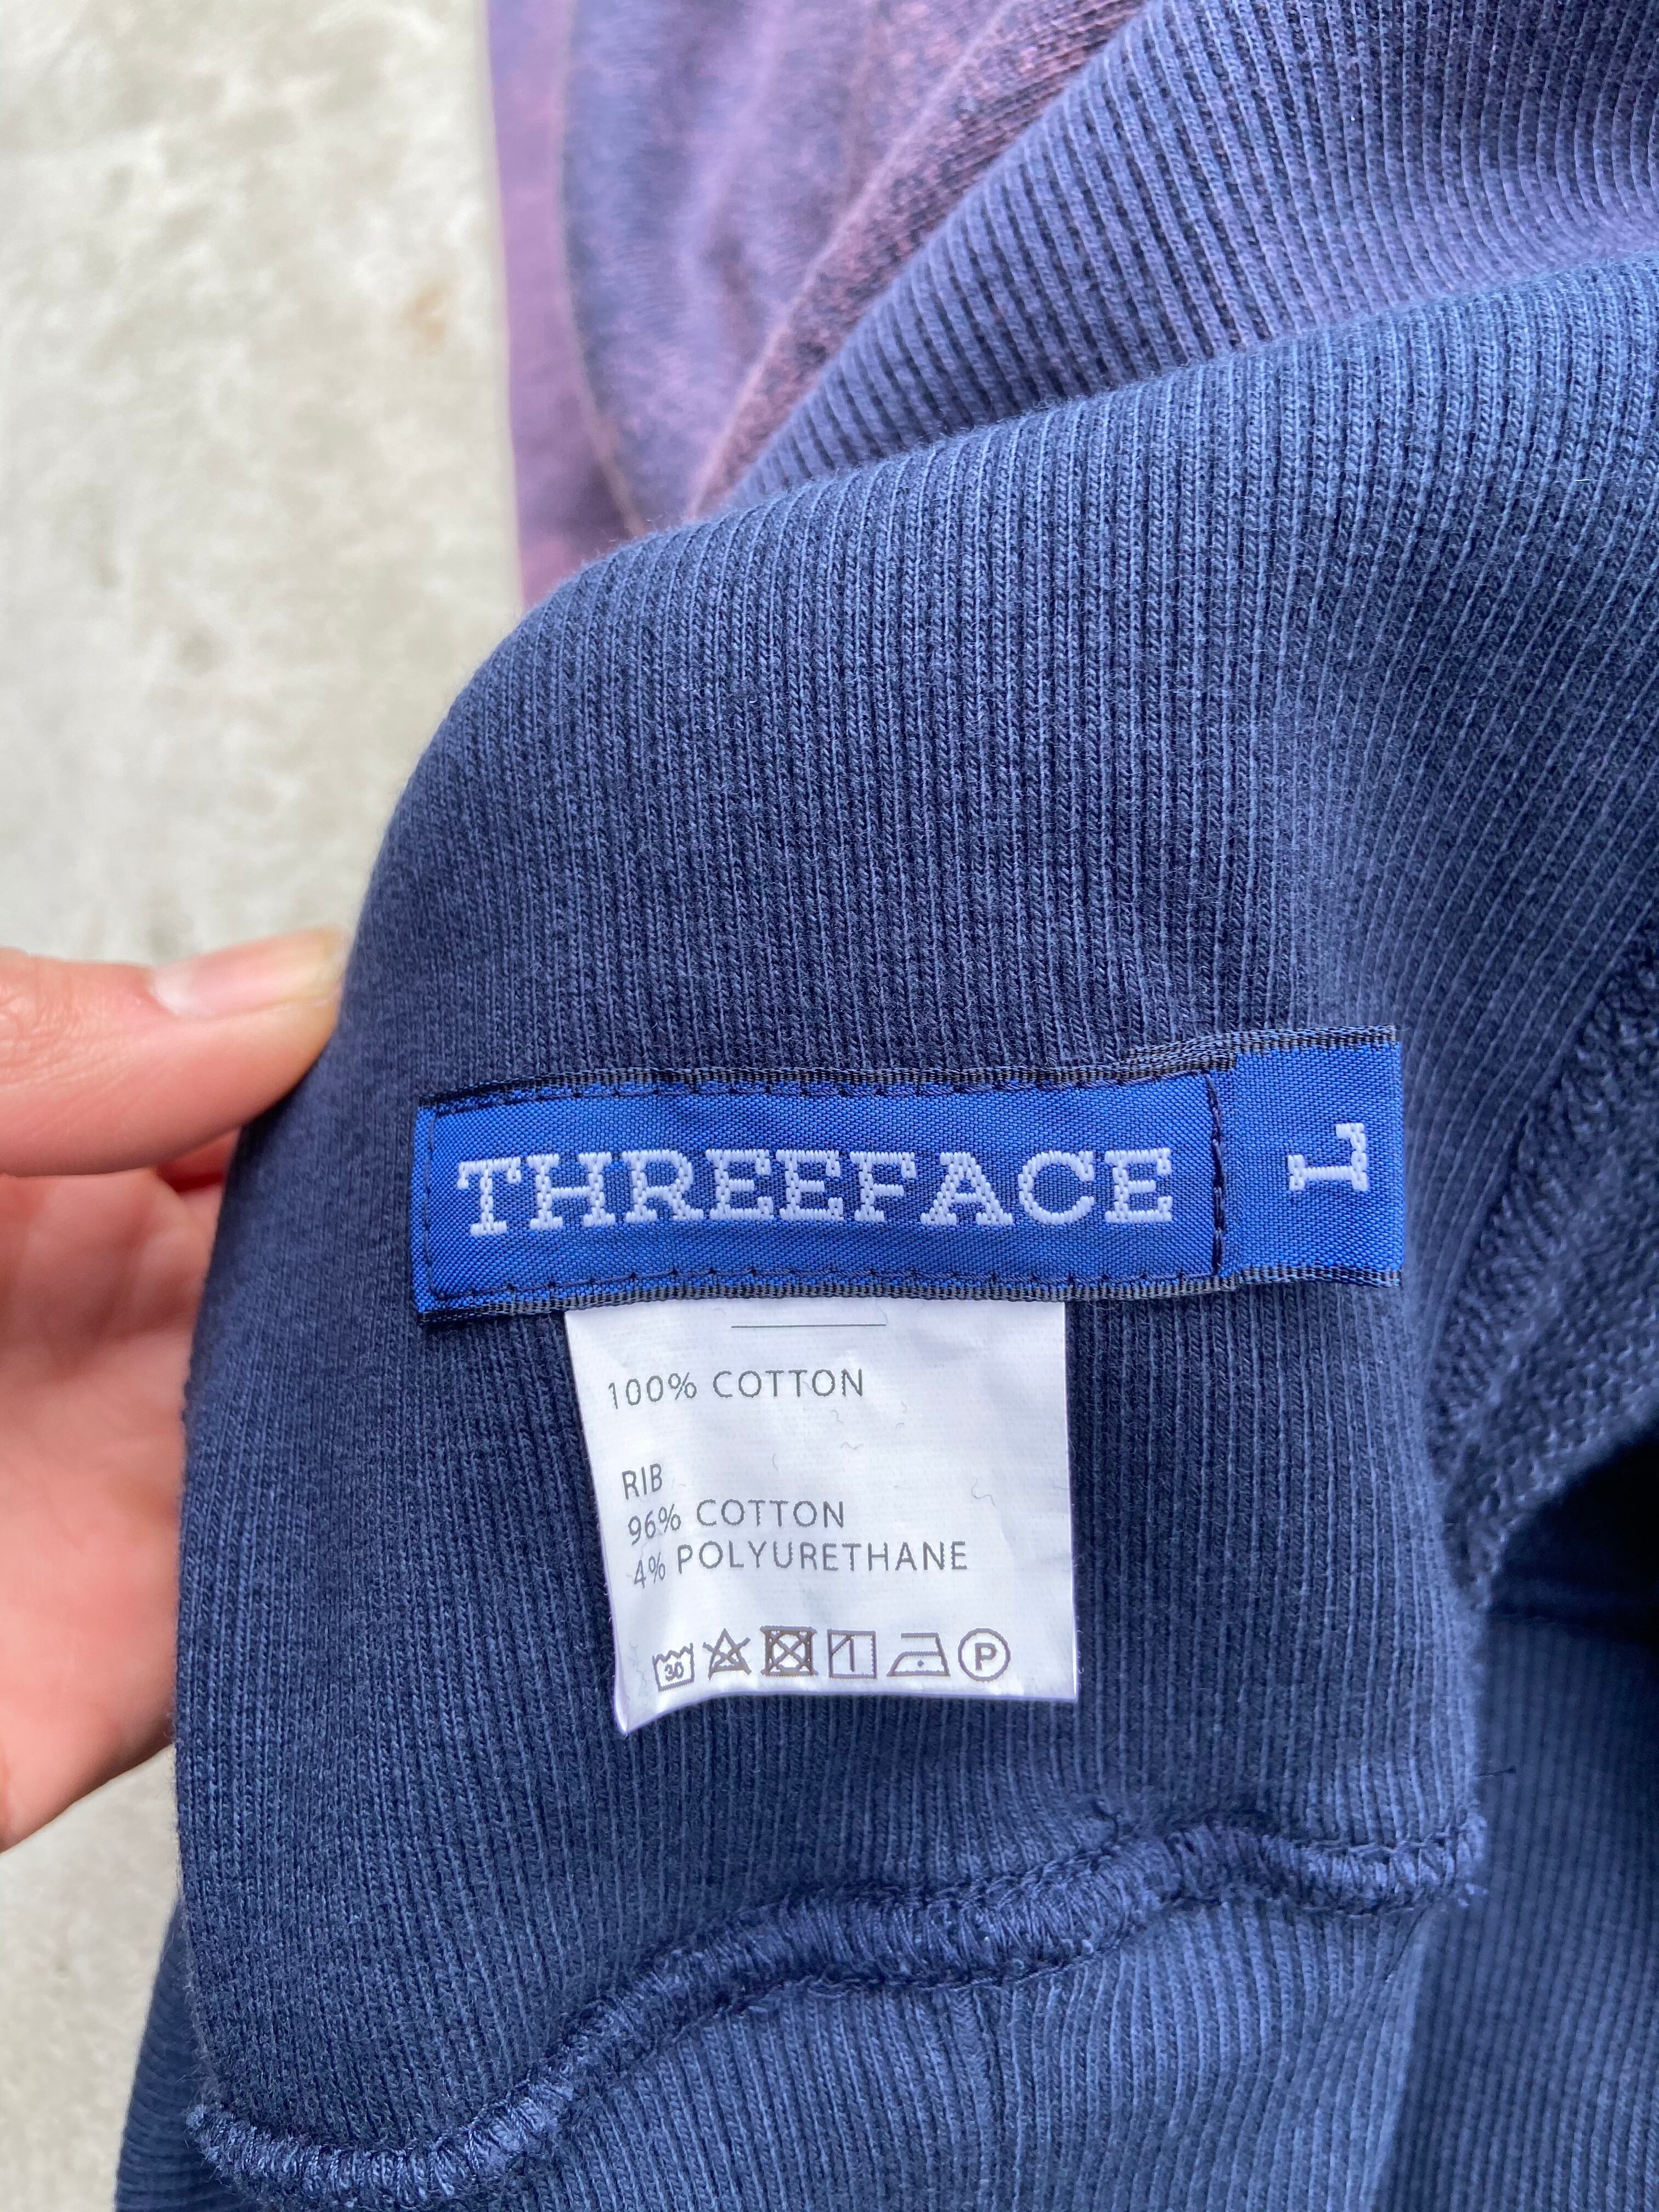 THREEFACE
L
100% COTTON
RIB
96% COTTON
4% POLYURETHANE
30
P